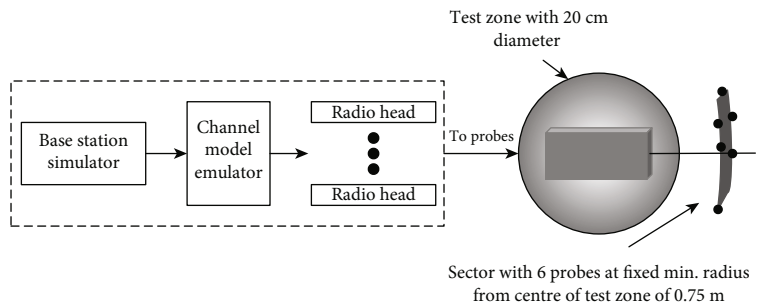 Test zone with 20 cm
diameter
Base station
simulator
Channel
model
emulator
Radio head
Radio head
To probes
Sector with 6 probes at fixed min. radius
from centre of test zone of 0.75 m